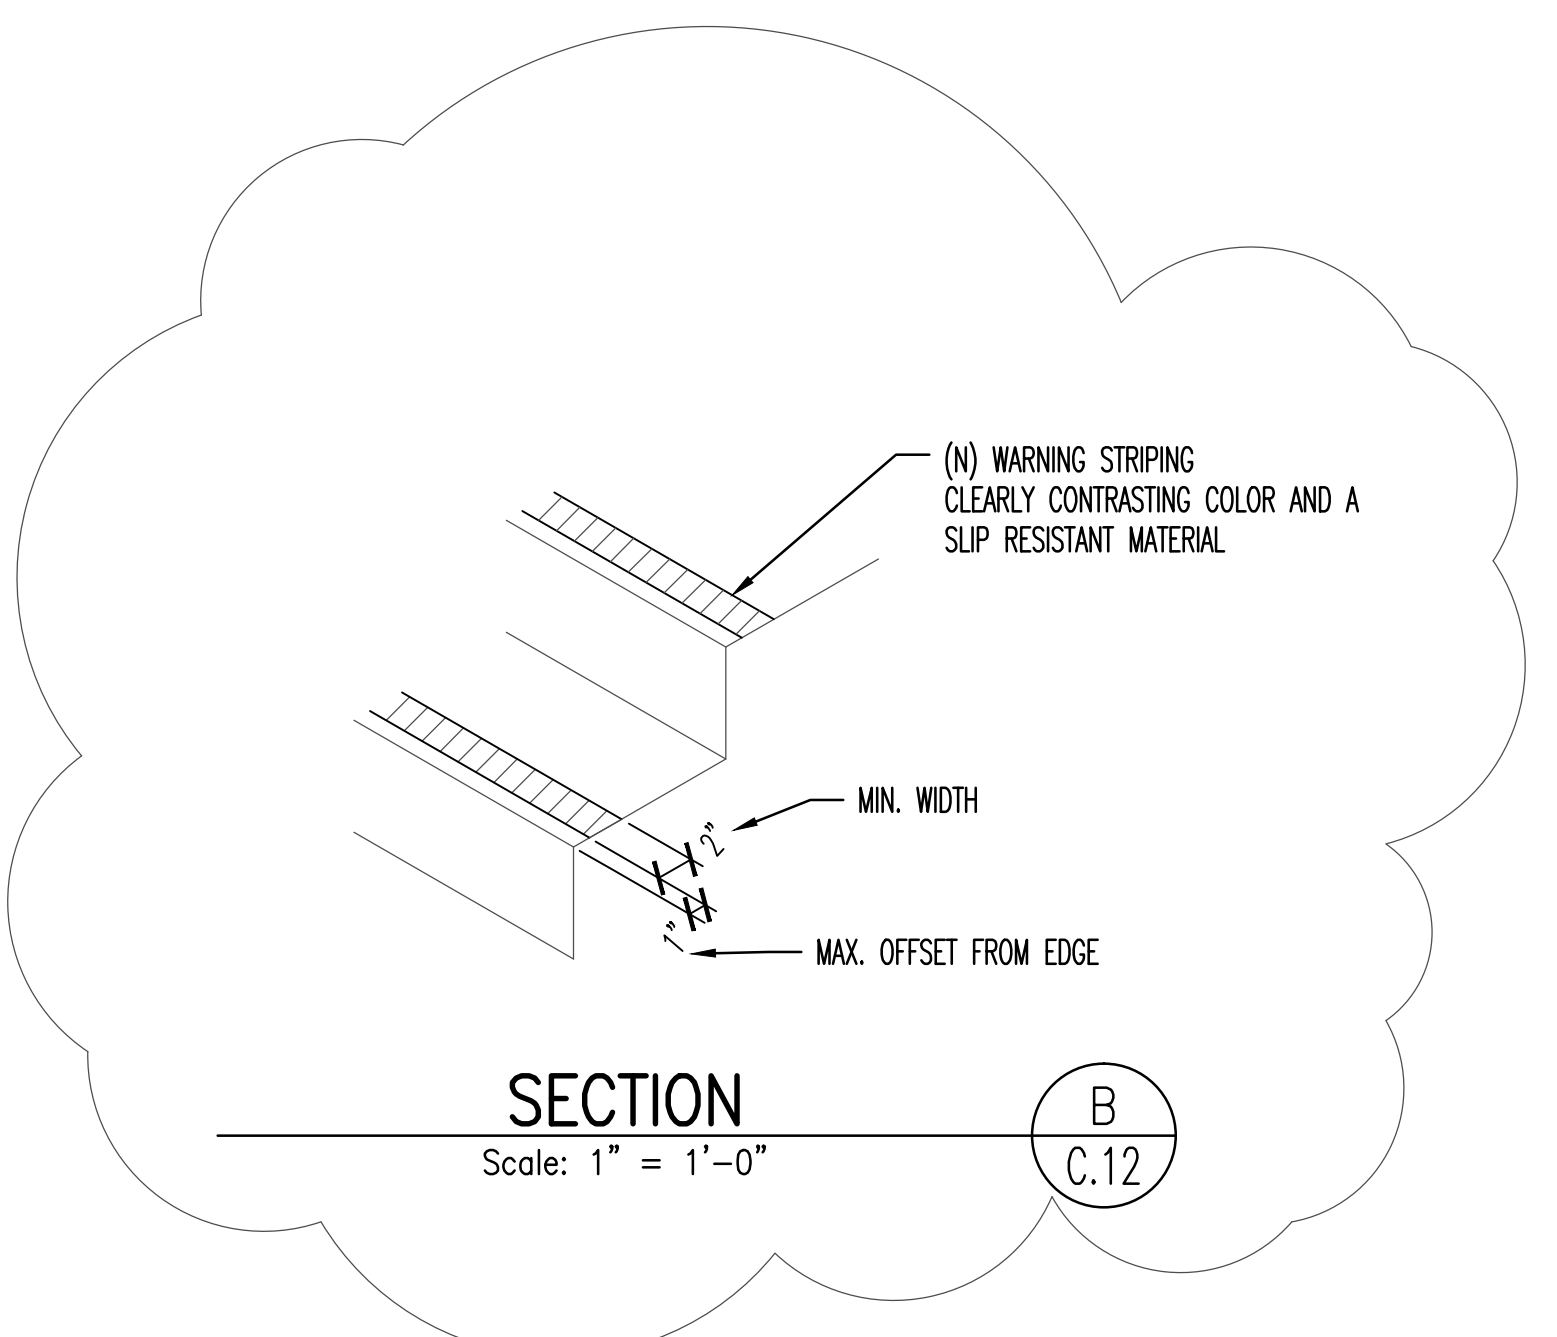 (N) WARNING STRIPING
CLEARLY CONTRASTING COLOR AND A
SLIP RESISTANT MATERIAL
MIN. WIDTH
2"
1"
MAX. OFFSET FROM EDGE
SECTION
Scale: 1" = 1'-0"
B
C.12